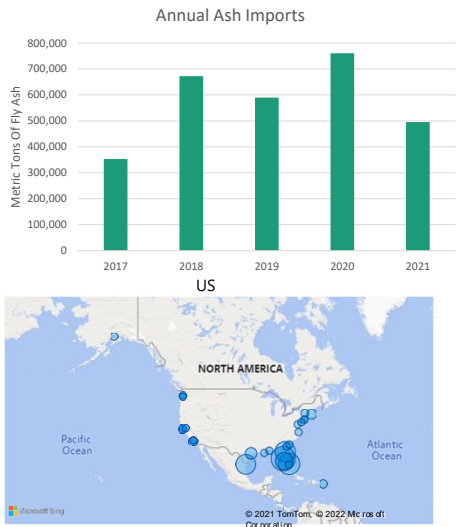 Annual Ash Imports
Metric Tons Of Fly Ash
800,000
700,000
600,000
500,000
400,000
300,000
200,000
100,000
0
2017 2018 2019 2020 2021
US
NORTH AMERICA
Pacific
Ocean
Atlantic
Ocean
Microsoft Bing
© 2021 TomTom, © 2022 Microsoft
Corporation